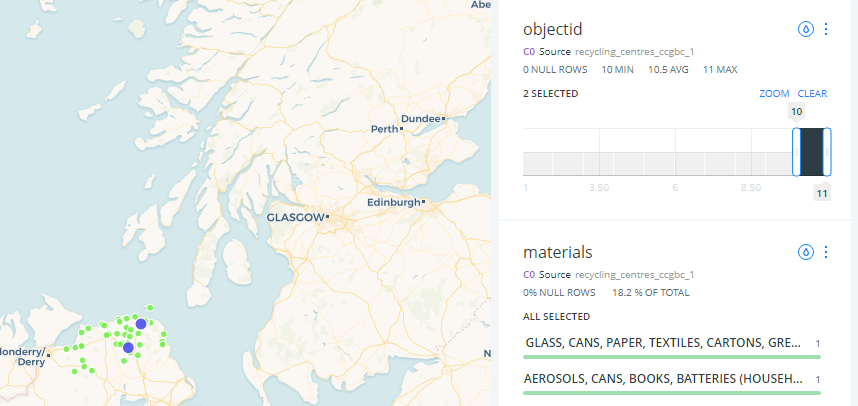 Abe
Dundee
Perth
Edinburgh
GLASGOW
onderry/
Derry
N
objectid
C0 Source recycling_centres_ccgbc_1
0 NULL ROWS 10 MIN 10.5 AVG 11 MAX
2 SELECTED ZOOM CLEAR
10
1 3.50 6 8.50
11
materials
C0 Source recycling_centres_ccgbc_1
0% NULL ROWS 18.2 % OF TOTAL
ALL SELECTED
GLASS, CANS, PAPER, TEXTILES, CARTONS, GRE... 1
AEROSOLS, CANS, BOOKS, BATTERIES (HOUSEH... 1